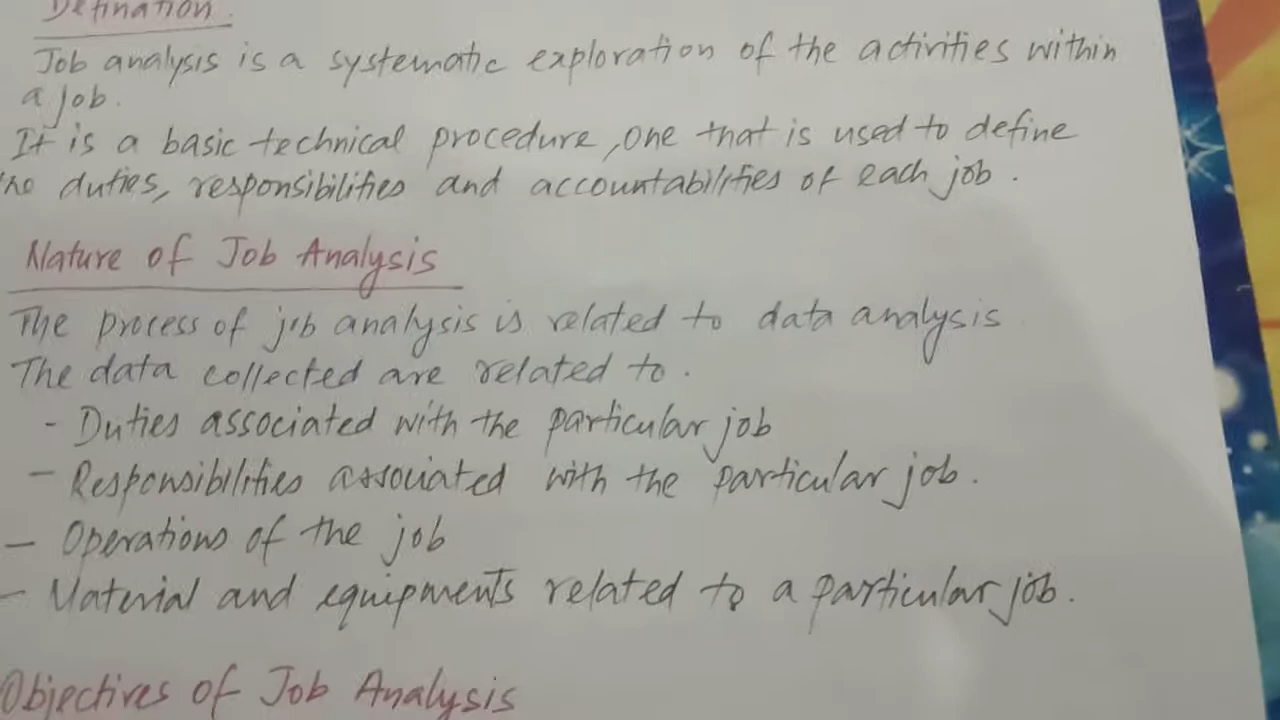 Defination.
Job analysis is a systematic exploration of the activities within
a job.
It is a basic technical procedure, one that is used to define
the duties, responsibilities and accountabilities of each job.
Nature of Job Analysis
The process of job analysis is related to data analysis
The data collected are related to.
- Duties associated with the particular job
- Responsibilities associated with the particular job.
- Operations of the job
- Material and equipments related to a particular job.
Objectives of Job Analysis